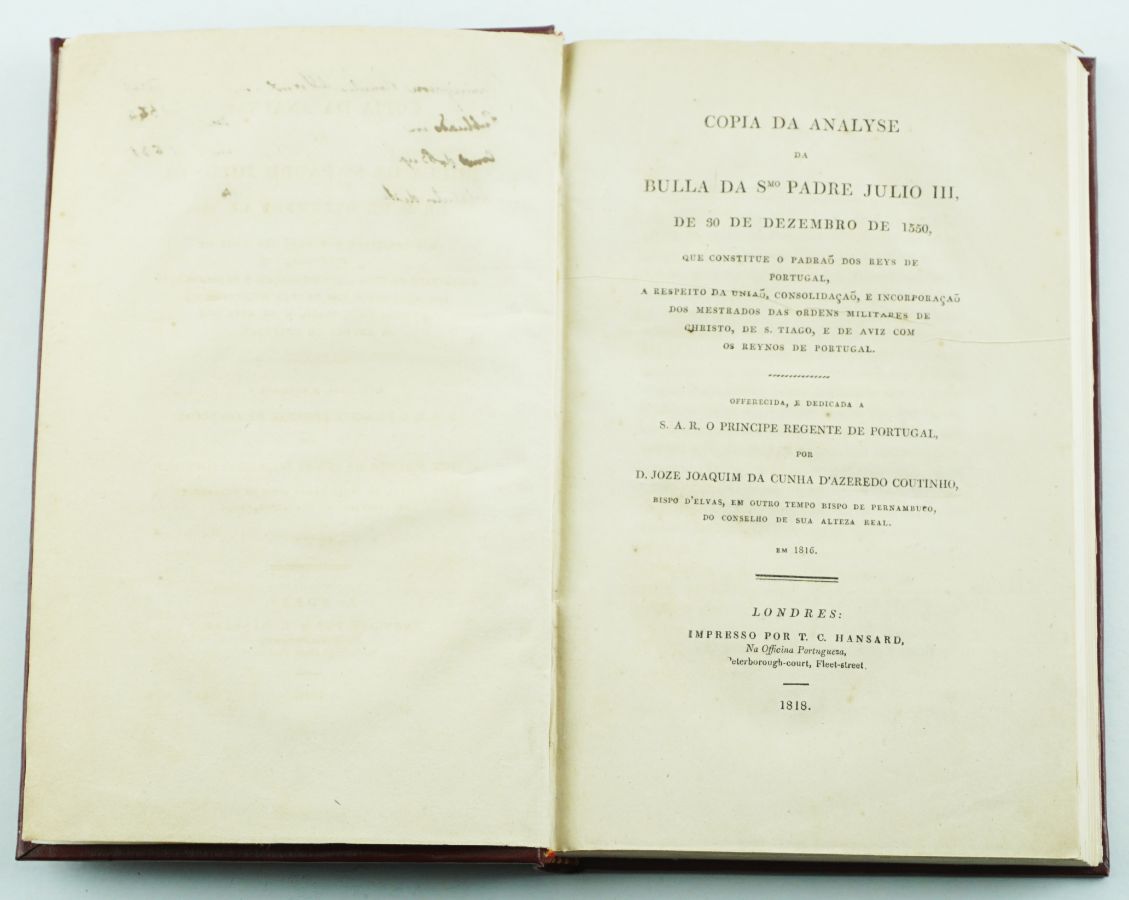 COPIA DA ANALYSE
DA
BULLA DA Sᴹᴼ PADRE JULIO III,
DE 30 DE DEZEMBRO DE 1550,
QUE CONSTITUE O PADRAÕ DOS REYS DE
PORTUGAL,
A RESPEITO DA UNIAÕ, CONSOLIDAÇAÕ, E INCORPORAÇAÕ
DOS MESTRADOS DAS ORDENS MILITARES DE
CHRISTO, DE S. TIAGO, E DE AVIZ COM
OS REYNOS DE PORTUGAL.
OFFERECIDA, E DEDICADA A
S. A. R. O PRINCIPE REGENTE DE PORTUGAL,
POR
D. JOZE JOAQUIM DA CUNHA D'AZEREDO COUTINHO,
BISPO D'ELVAS, EM OUTRO TEMPO BISPO DE PERNAMBUCO,
DO CONSELHO DE SUA ALTEZA REAL.
EM 1816.
LONDRES:
IMPRESSO POR T. C. HANSARD,
Na Officina Portugueza,
Peterborough-court, Fleet-street.
1818.